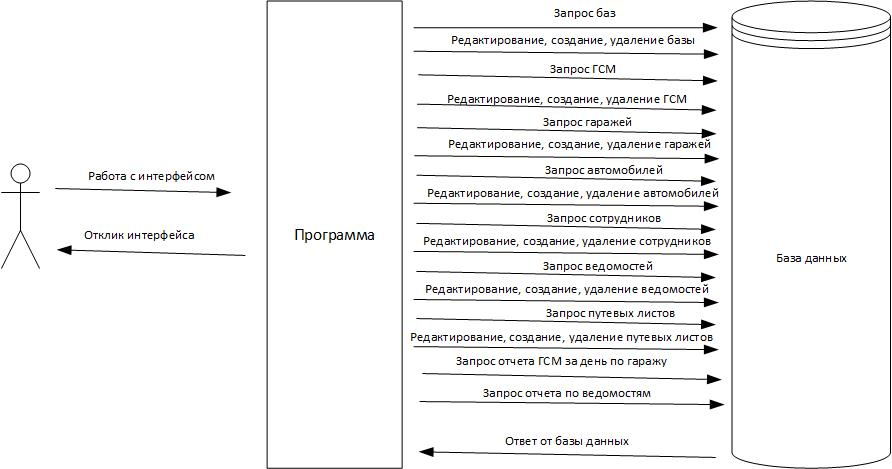 Запрос баз
Редактирование, создание, удаление базы
Запрос ГСМ
Редактирование, создание, удаление ГСМ
Запрос гаражей
Редактирование, создание, удаление гаражей
Запрос автомобилей
Работа с интерфейсом
Редактирование, создание, удаление автомобилей
Запрос сотрудников
Отклик интерфейса
Программа
Редактирование, создание, удаление сотрудников
База данных
Запрос ведомостей
Редактирование, создание, удаление ведомостей
Запрос путевых листов
Редактирование, создание, удаление путевых листов
Запрос отчета ГСМ за день по гаражу
Запрос отчета по ведомостям
Ответ от базы данных